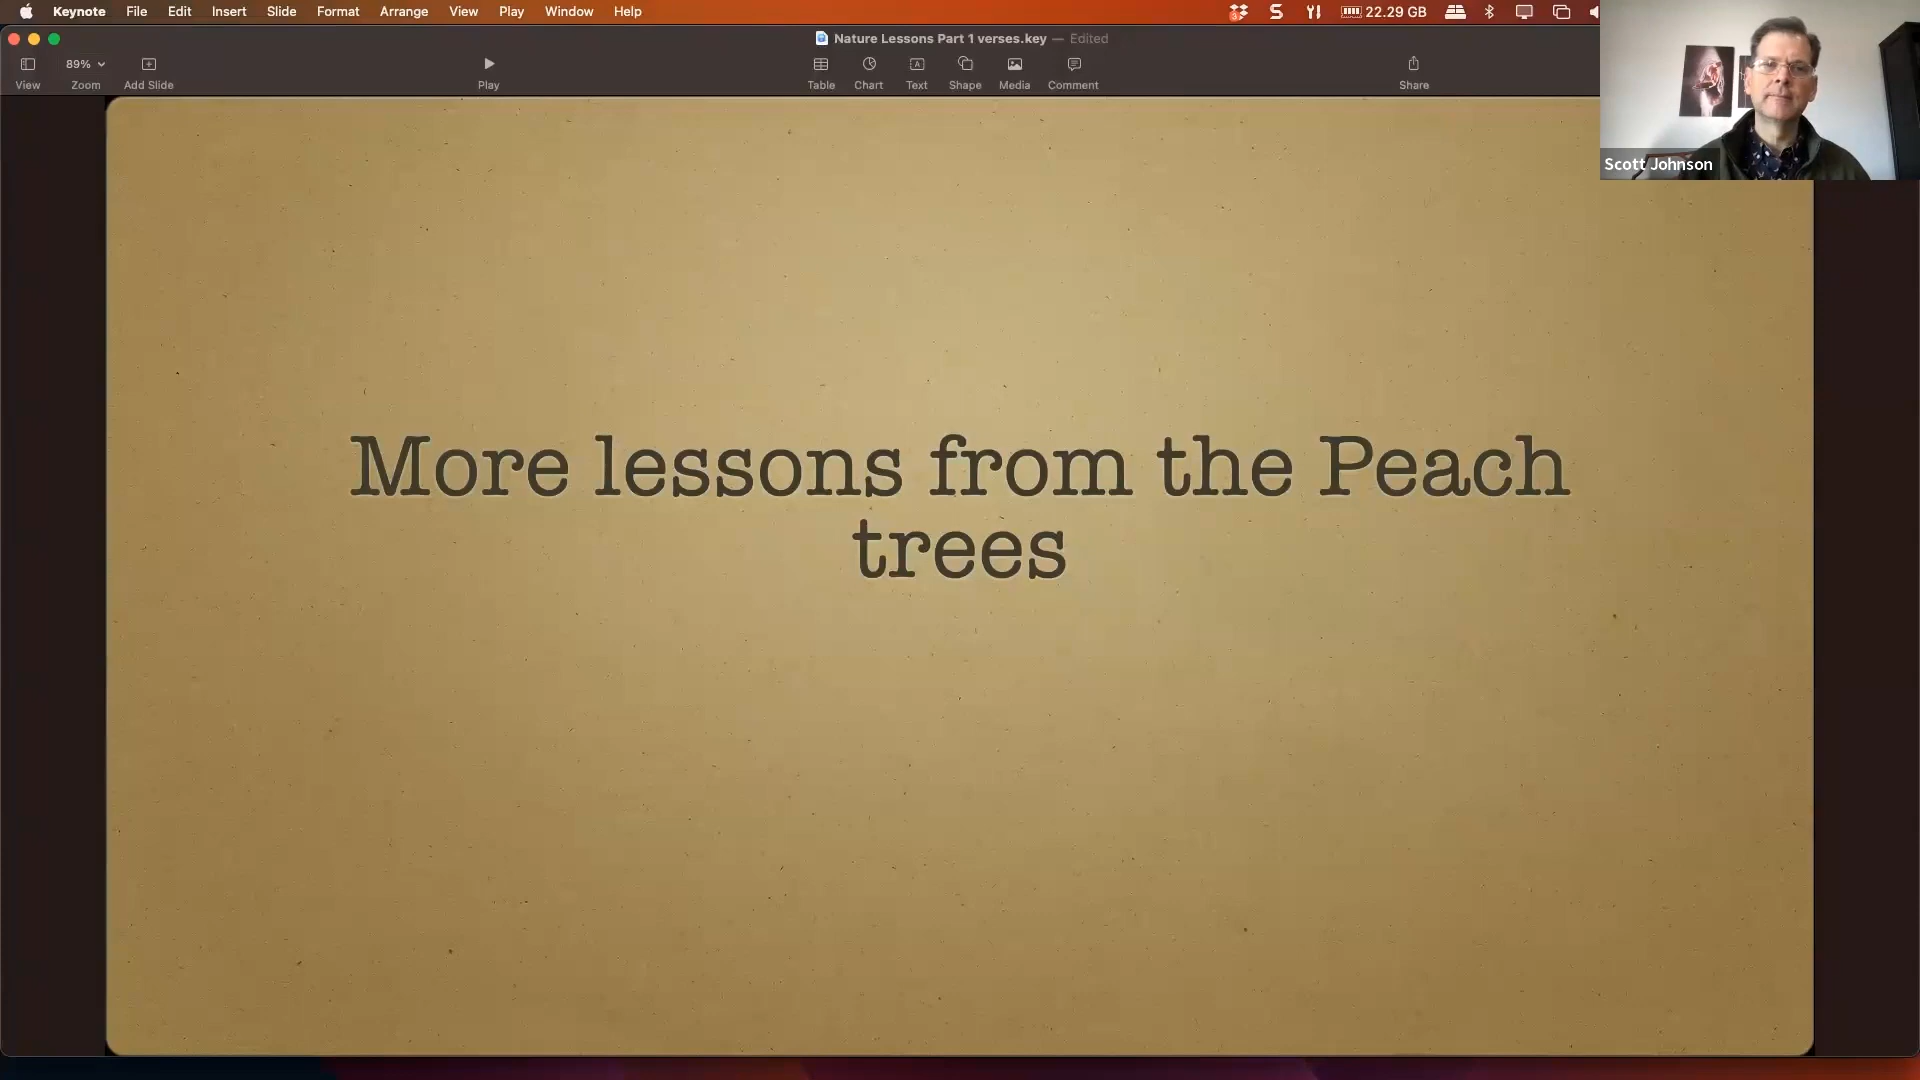 Keynote File Edit Insert Slide Format Arrange View Play Window Help 22.29 GB
Nature Lessons Part 1 verses.key — Edited
89%
View Zoom Add Slide Play Table Chart Text Shape Media Comment Share
Scott Johnson
More lessons from the Peach
trees